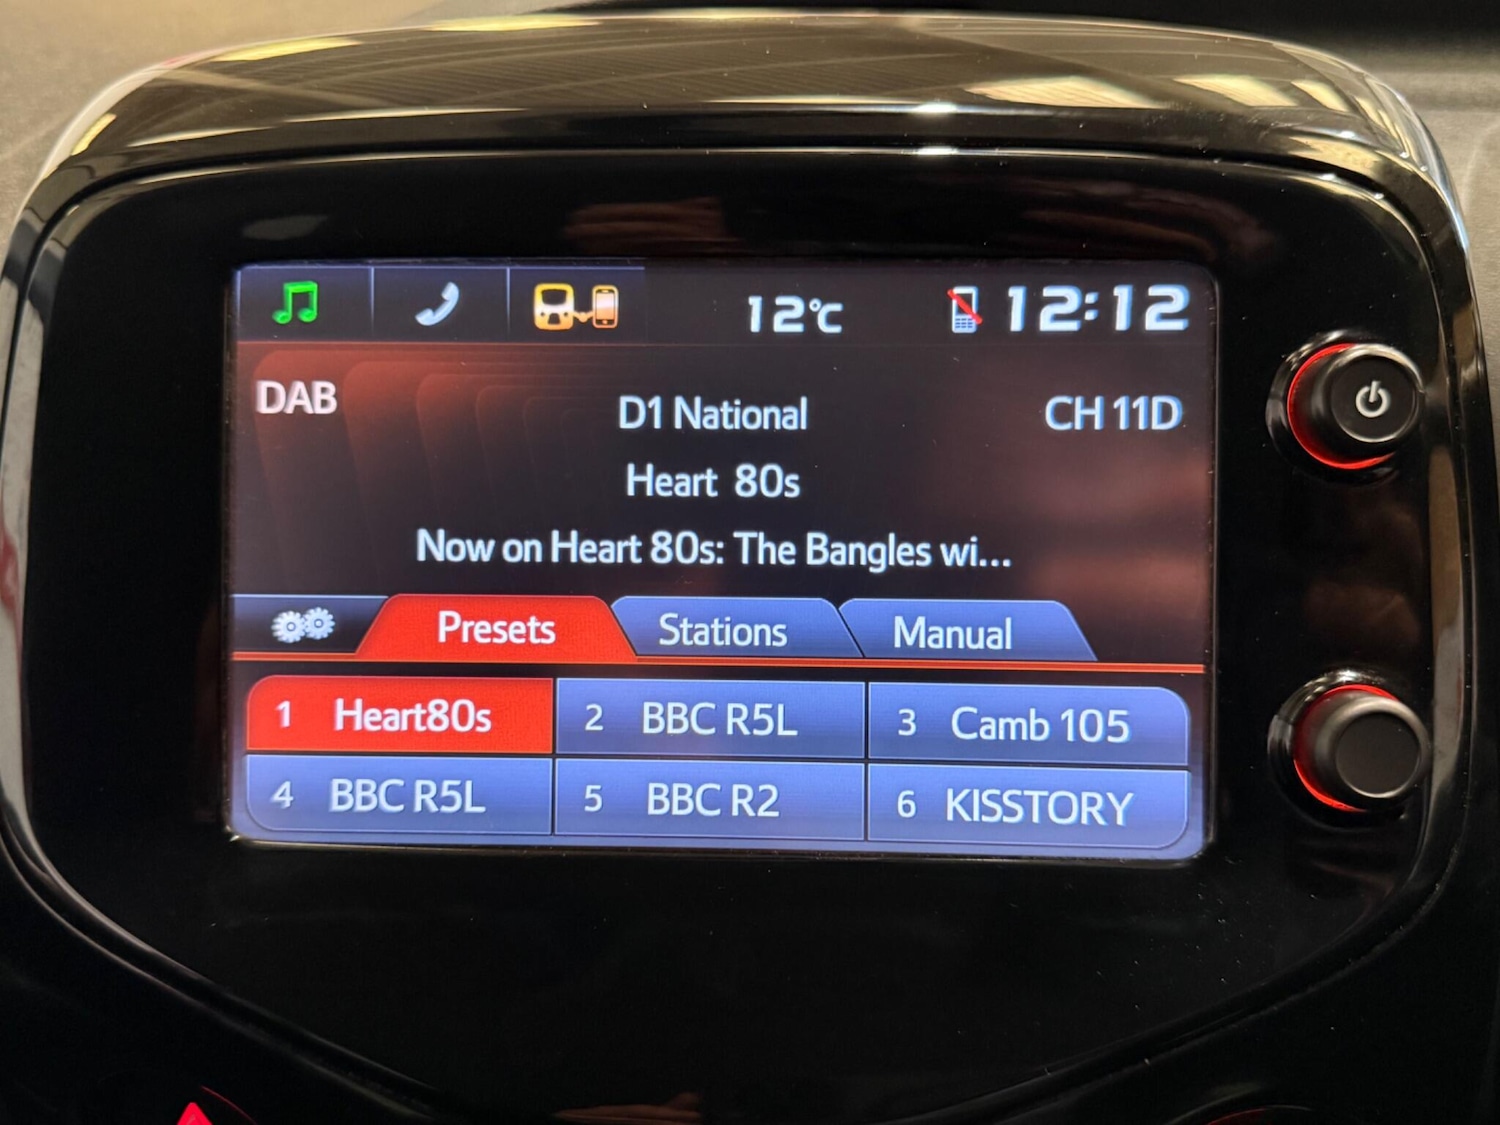 12°C 12:12
DAB D1 National CH 11D
Heart 80s
Now on Heart 80s: The Bangles wi...
Presets Stations Manual
1 Heart80s 2 BBC R5L 3 Camb 105
4 BBC R5L 5 BBC R2 6 KISSTORY